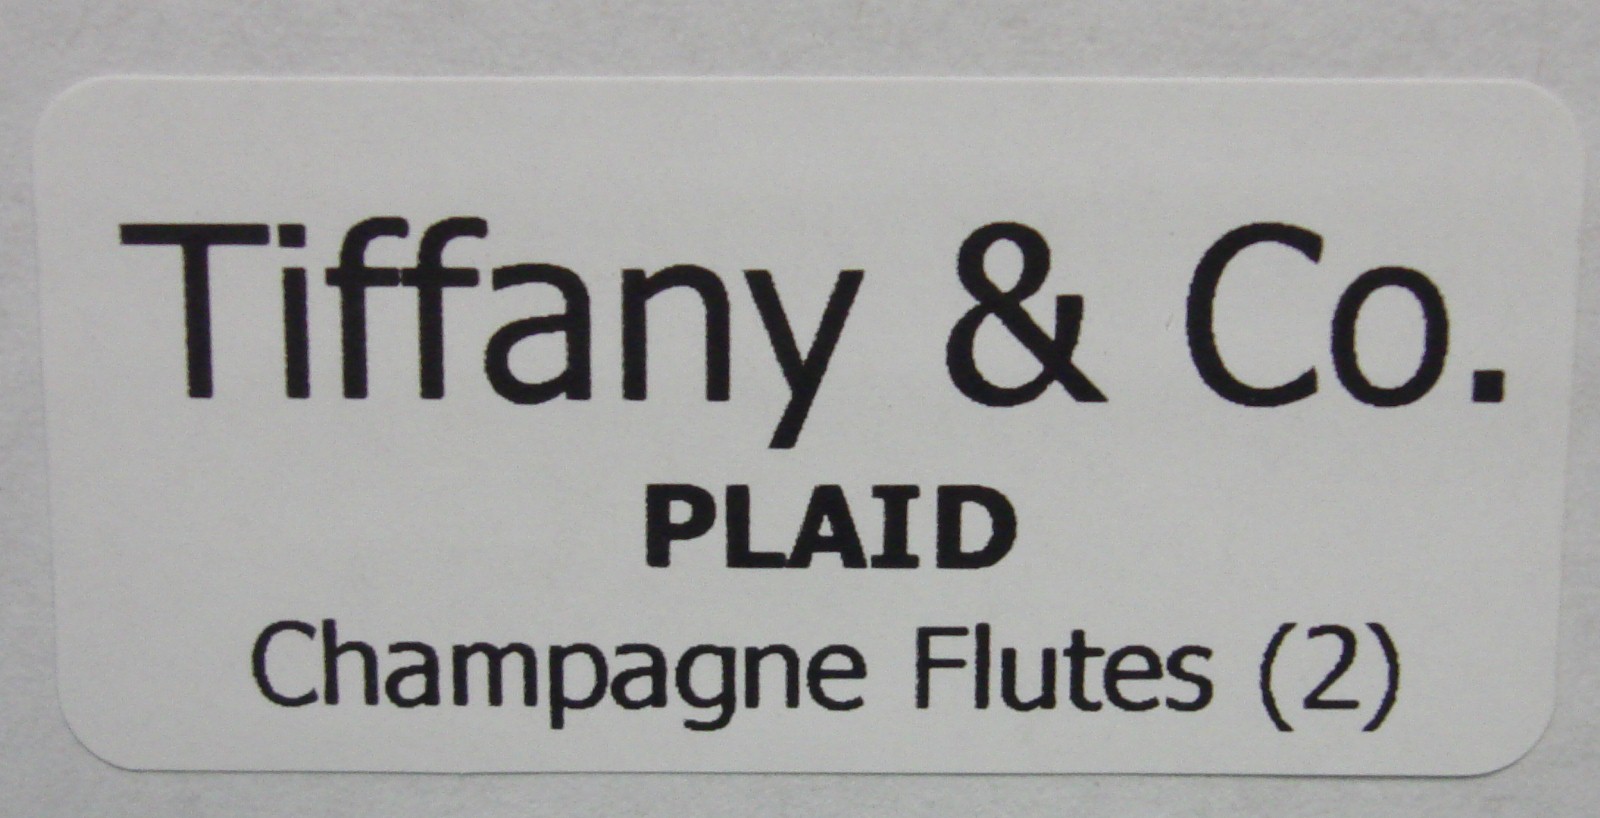 Tiffany & Co.
PLAID
Champagne Flutes (2)